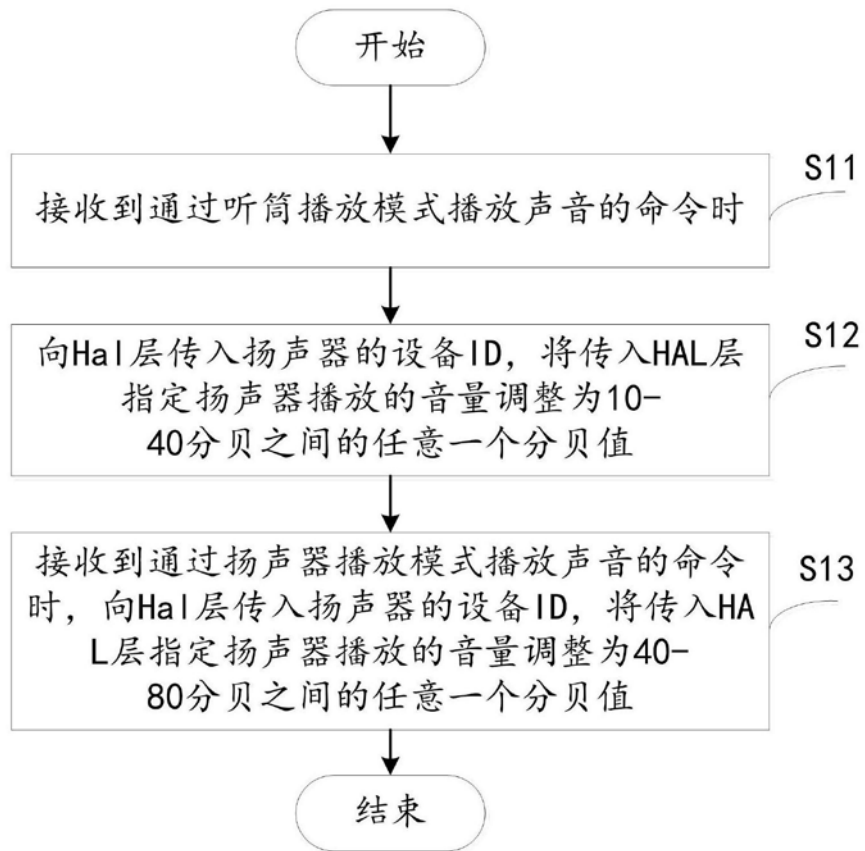 开始
S11
接收到通过听筒播放模式播放声音的命令时
S12
向Hal层传入扬声器的设备ID，将传入HAL层
指定扬声器播放的音量调整为10-
40分贝之间的任意一个分贝值
S13
接收到通过扬声器播放模式播放声音的命令
时，向Hal层传入扬声器的设备ID，将传入HA
L层指定扬声器播放的音量调整为40-
80分贝之间的任意一个分贝值
结束